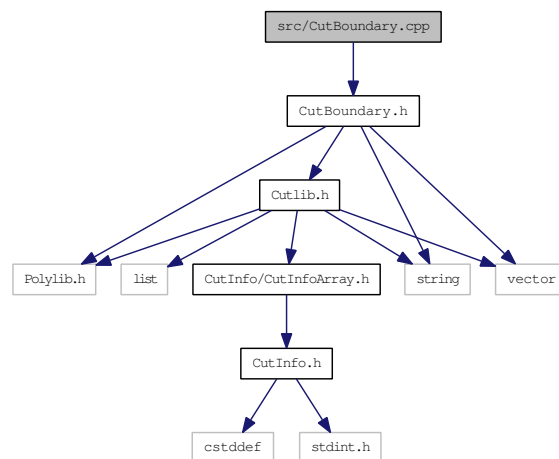 src/CutBoundary.cpp
CutBoundary.h
Cutlib.h
Polylib.h
list
CutInfo/CutInfoArray.h
string
vector
CutInfo.h
cstddef
stdint.h